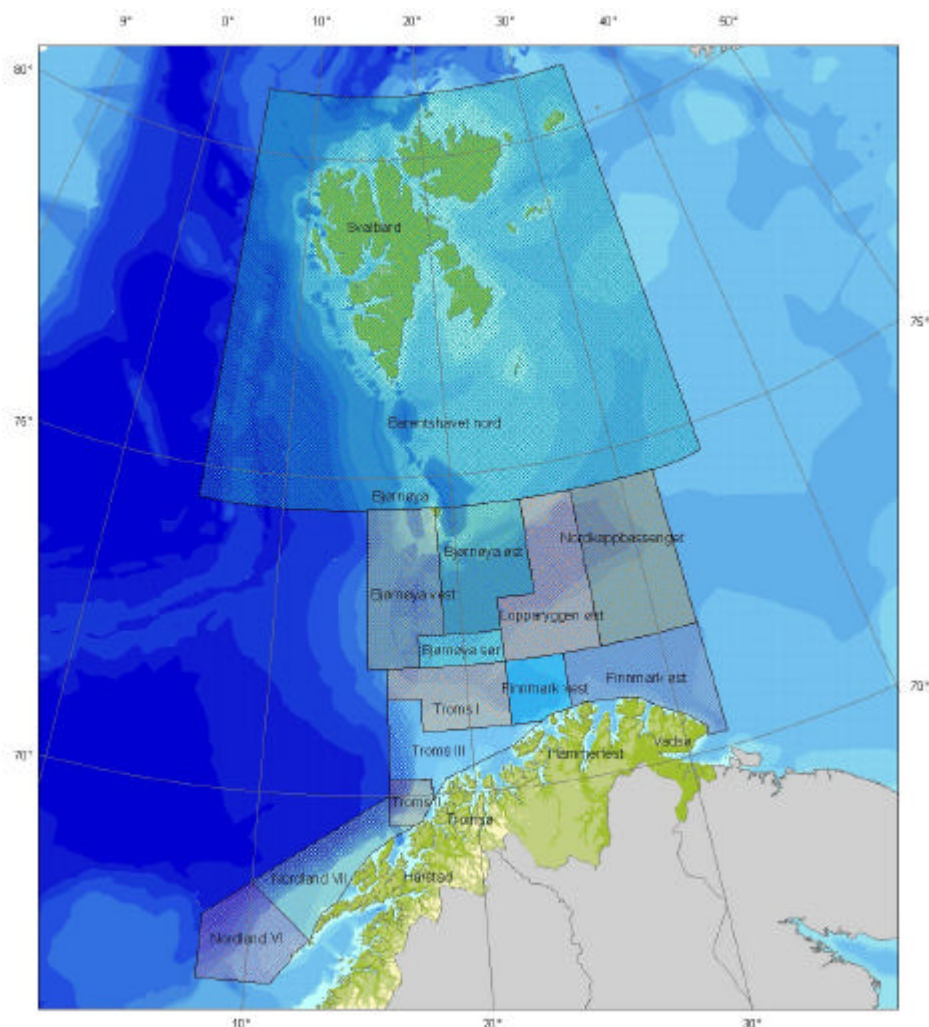 9° 0° 10° 20° 30° 40° 50°
80°
Svalbard
75°
75°
Barentshavet nord
Bjørnøya
Bjørnøya øst
Nordkappbassenget
Bjørnøya vest
Lopparyggen øst
Bjørnøya sør
Finnmark øst
Finnmark vest
70°
Troms I
Vadsø
Troms III
Hammerfest
70°
Troms II
Tromsø
Harstad
Nordland VII
Nordland VI
10° 20° 30°